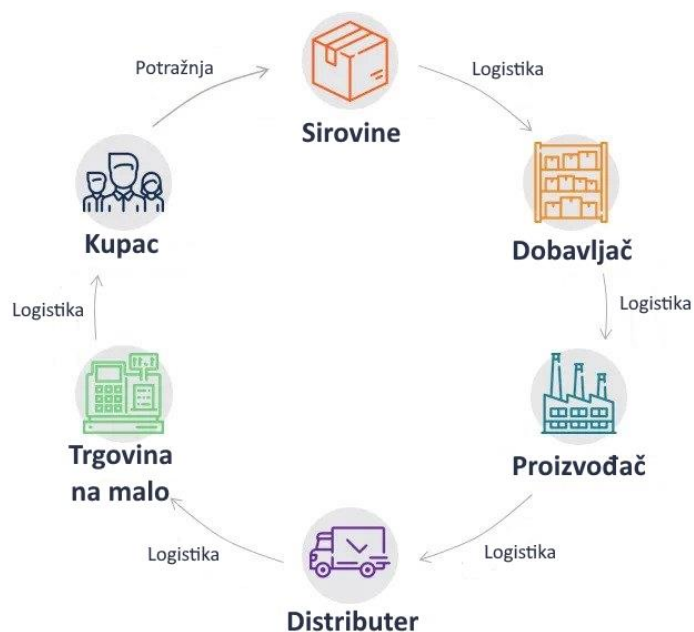 Potražnja
Logistika
Sirovine
Kupac
Dobavljač
Logistika
Logistika
Trgovina
na malo
Proizvođač
Logistika
Logistika
Distributer